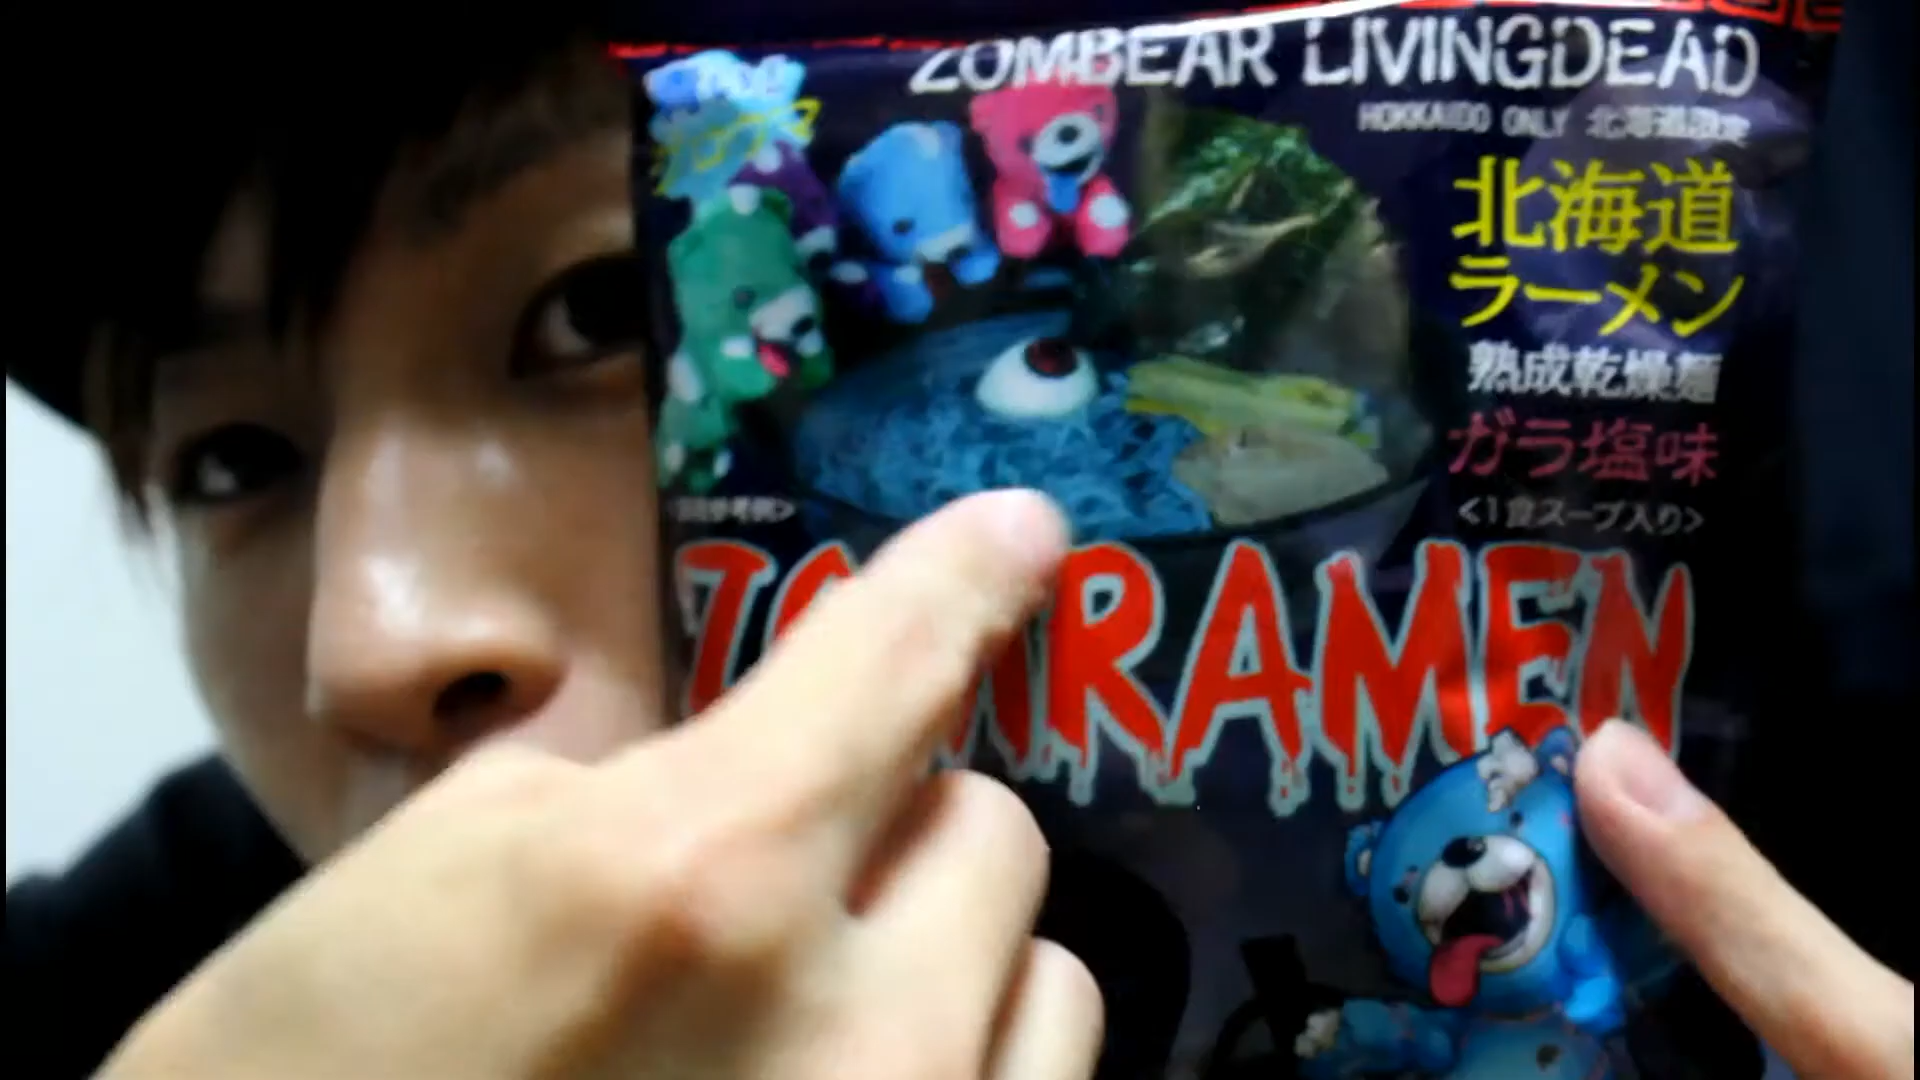 ZOMBEAR LIVINGDEAD
HOKKAIDO ONLY 北海道限定
北海道
ラーメン
熟成乾燥麺
ガラ塩味
<1食スープ入り>
RAMEN